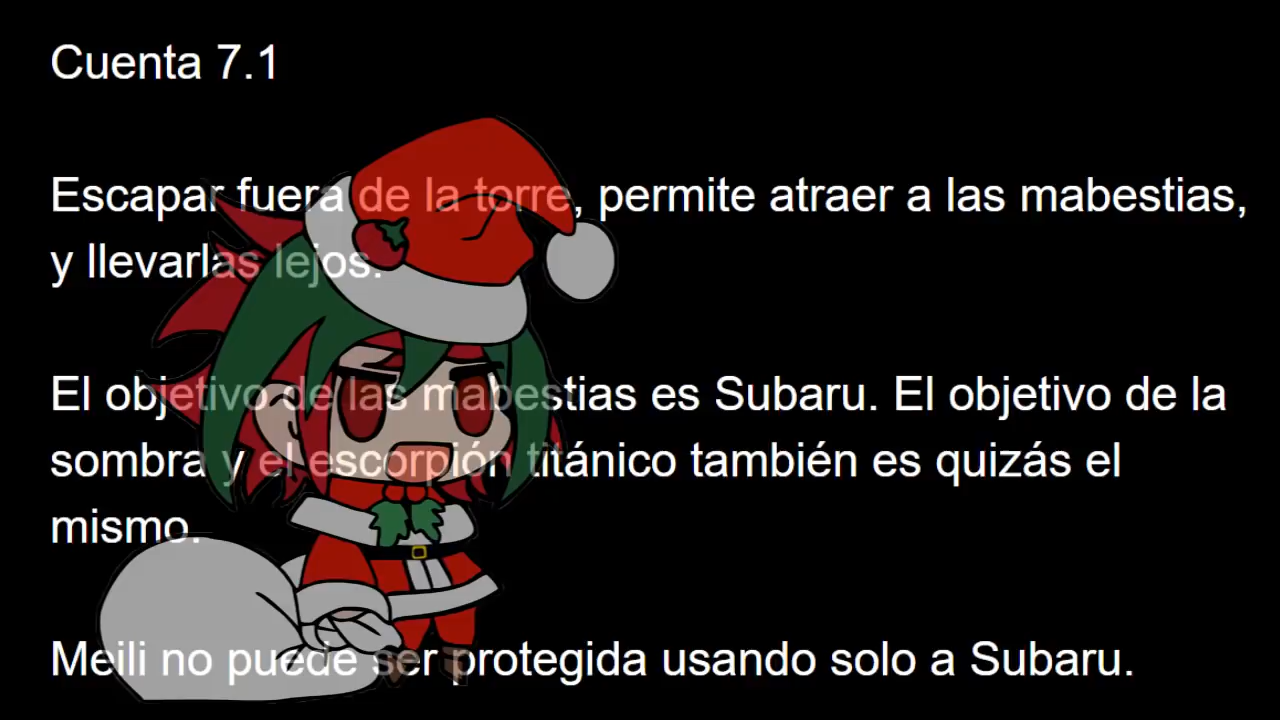 Cuenta 7.1
Escapar fuera de la torre, permite atraer a las mabestias,
y llevarlas lejos.
El objetivo de las mabestias es Subaru. El objetivo de la
sombra y el escorpión titánico también es quizás el
mismo.
Meili no puede ser protegida usando solo a Subaru.